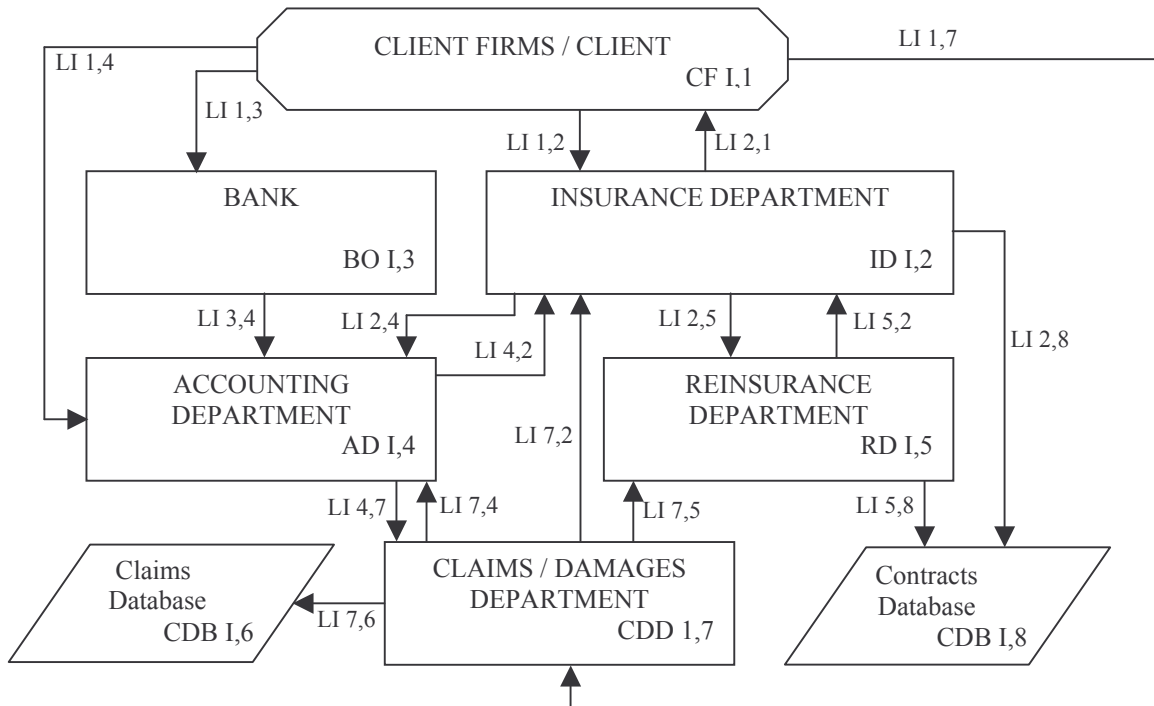 CLIENT FIRMS / CLIENT
CF I,1
LI 1,7
LI 1,4
LI 1,3
LI 1,2
LI 2,1
BANK
BO I,3
INSURANCE DEPARTMENT
ID I,2
LI 3,4
LI 2,4
LI 4,2
LI 2,5
LI 5,2
LI 2,8
ACCOUNTING
DEPARTMENT
AD I,4
REINSURANCE
DEPARTMENT
RD I,5
LI 7,2
LI 4,7
LI 7,4
LI 7,5
LI 5,8
Claims
Database
CDB I,6
LI 7,6
CLAIMS / DAMAGES
DEPARTMENT
CDD 1,7
Contracts
Database
CDB I,8